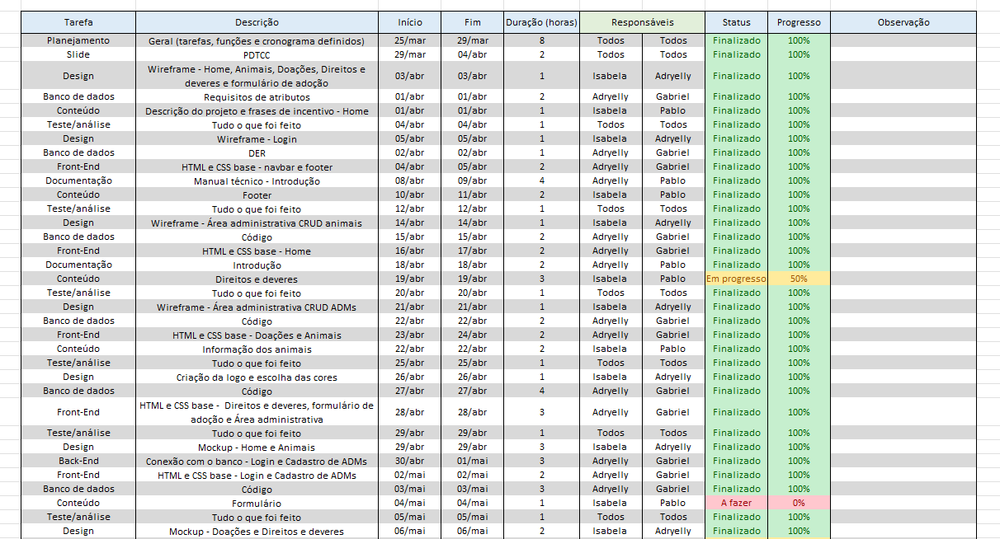 Tarefa Descrição Início Fim Duração (horas) Responsáveis Status Progresso Observação
Planejamento Geral (tarefas, funções e cronograma definidos) 25/mar 29/mar 8 Todos Todos Finalizado 100%
Slide PDTCC 29/mar 04/abr 2 Todos Todos Finalizado 100%
Wireframe - Home, Animais, Doações, Direitos e
Design deveres e formulário de adoção 03/abr 03/abr 1 Isabela Adryelly Finalizado 100%
Banco de dados Requisitos de atributos 01/abr 01/abr 2 Adryelly Gabriel Finalizado 100%
Conteúdo Descrição do projeto e frases de incentivo - Home 01/abr 01/abr 1 Isabela Pablo Finalizado 100%
Teste/análise Tudo o que foi feito 04/abr 04/abr 1 Todos Todos Finalizado 100%
Design Wireframe - Login 05/abr 05/abr 1 Isabela Adryelly Finalizado 100%
Banco de dados DER 02/abr 02/abr 1 Adryelly Gabriel Finalizado 100%
Front-End HTML e CSS base - navbar e footer 04/abr 05/abr 2 Adryelly Gabriel Finalizado 100%
Documentação Manual técnico - Introdução 08/abr 09/abr 4 Adryelly Pablo Finalizado 100%
Conteúdo Footer 10/abr 11/abr 2 Isabela Pablo Finalizado 100%
Teste/análise Tudo o que foi feito 12/abr 12/abr 1 Todos Todos Finalizado 100%
Design Wireframe - Área administrativa CRUD animais 14/abr 14/abr 1 Isabela Adryelly Finalizado 100%
Banco de dados Código 15/abr 15/abr 2 Adryelly Gabriel Finalizado 100%
Front-End HTML e CSS base - Home 16/abr 17/abr 2 Adryelly Gabriel Finalizado 100%
Documentação Introdução 18/abr 18/abr 2 Adryelly Pablo Finalizado 100%
Conteúdo Direitos e deveres 19/abr 19/abr 3 Isabela Pablo Em progresso 50%
Teste/análise Tudo o que foi feito 20/abr 20/abr 1 Todos Todos Finalizado 100%
Design Wireframe - Área administrativa CRUD ADMs 21/abr 21/abr 1 Isabela Adryelly Finalizado 100%
Banco de dados Código 22/abr 22/abr 2 Adryelly Gabriel Finalizado 100%
Front-End HTML e CSS base - Doações e Animais 23/abr 24/abr 2 Adryelly Gabriel Finalizado 100%
Conteúdo Informação dos animais 22/abr 22/abr 2 Isabela Pablo Finalizado 100%
Teste/análise Tudo o que foi feito 25/abr 25/abr 1 Todos Todos Finalizado 100%
Design Criação da logo e escolha das cores 26/abr 26/abr 1 Isabela Adryelly Finalizado 100%
Banco de dados Código 27/abr 27/abr 4 Adryelly Gabriel Finalizado 100%
HTML e CSS base - Direitos e deveres, formulário de
Front-End adoção e Área administrativa 28/abr 28/abr 3 Adryelly Gabriel Finalizado 100%
Teste/análise Tudo o que foi feito 29/abr 29/abr 1 Todos Todos Finalizado 100%
Design Mockup - Home e Animais 29/abr 29/abr 3 Isabela Adryelly Finalizado 100%
Back-End Conexão com o banco - Login e Cadastro de ADMs 30/abr 01/mai 3 Adryelly Gabriel Finalizado 100%
Front-End HTML e CSS base - Login e Cadastro de ADMs 02/mai 02/mai 2 Adryelly Gabriel Finalizado 100%
Banco de dados Código 03/mai 03/mai 3 Adryelly Gabriel Finalizado 100%
Conteúdo Formulário 04/mai 04/mai 1 Isabela Pablo A fazer 0%
Teste/análise Tudo o que foi feito 05/mai 05/mai 1 Todos Todos Finalizado 100%
Design Mockup - Doações e Direitos e deveres 06/mai 06/mai 2 Isabela Adryelly Finalizado 100%